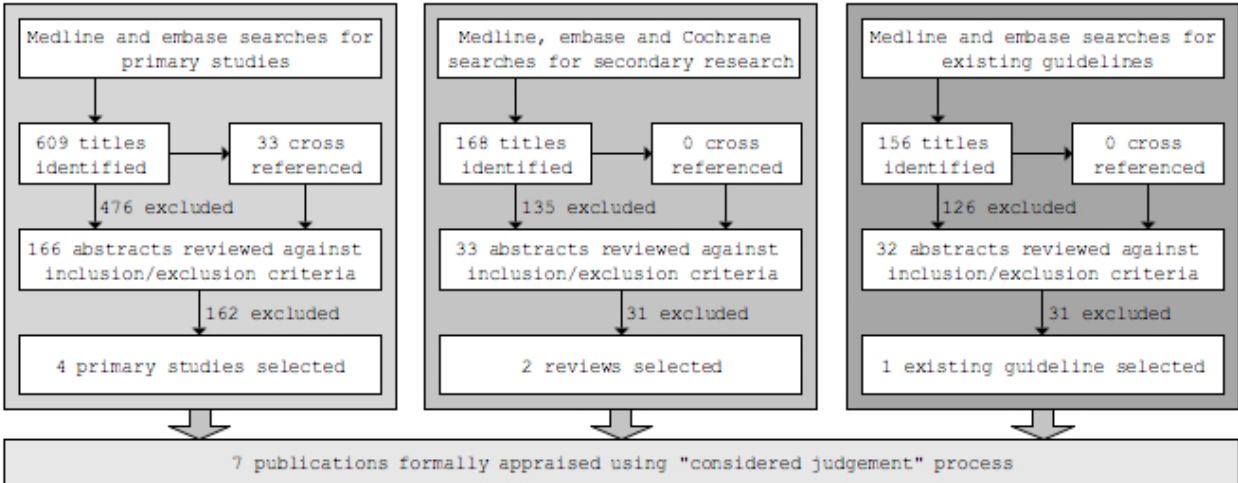 Medline and embase searches for
primary studies
609 titles
identified
33 cross
referenced
476 excluded
166 abstracts reviewed against
inclusion/exclusion criteria
162 excluded
4 primary studies selected
Medline, embase and Cochrane
searches for secondary research
168 titles
identified
0 cross
referenced
135 excluded
33 abstracts reviewed against
inclusion/exclusion criteria
31 excluded
2 reviews selected
Medline and embase searches for
existing guidelines
156 titles
identified
0 cross
referenced
126 excluded
32 abstracts reviewed against
inclusion/exclusion criteria
31 excluded
1 existing guideline selected
7 publications formally appraised using "considered judgement" process